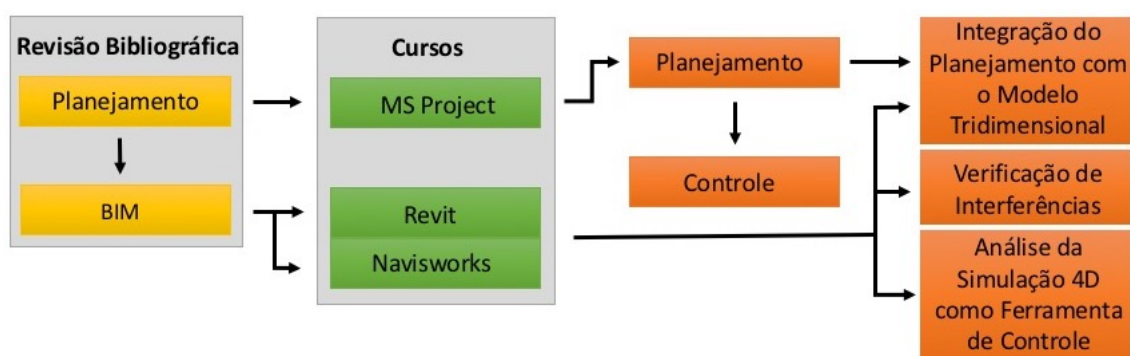 Revisão Bibliográfica
Planejamento
BIM
Cursos
MS Project
Revit
Navisworks
Planejamento
Controle
Integração do
Planejamento com
o Modelo
Tridimensional
Verificação de
Interferências
Análise da
Simulação 4D
como Ferramenta
de Controle